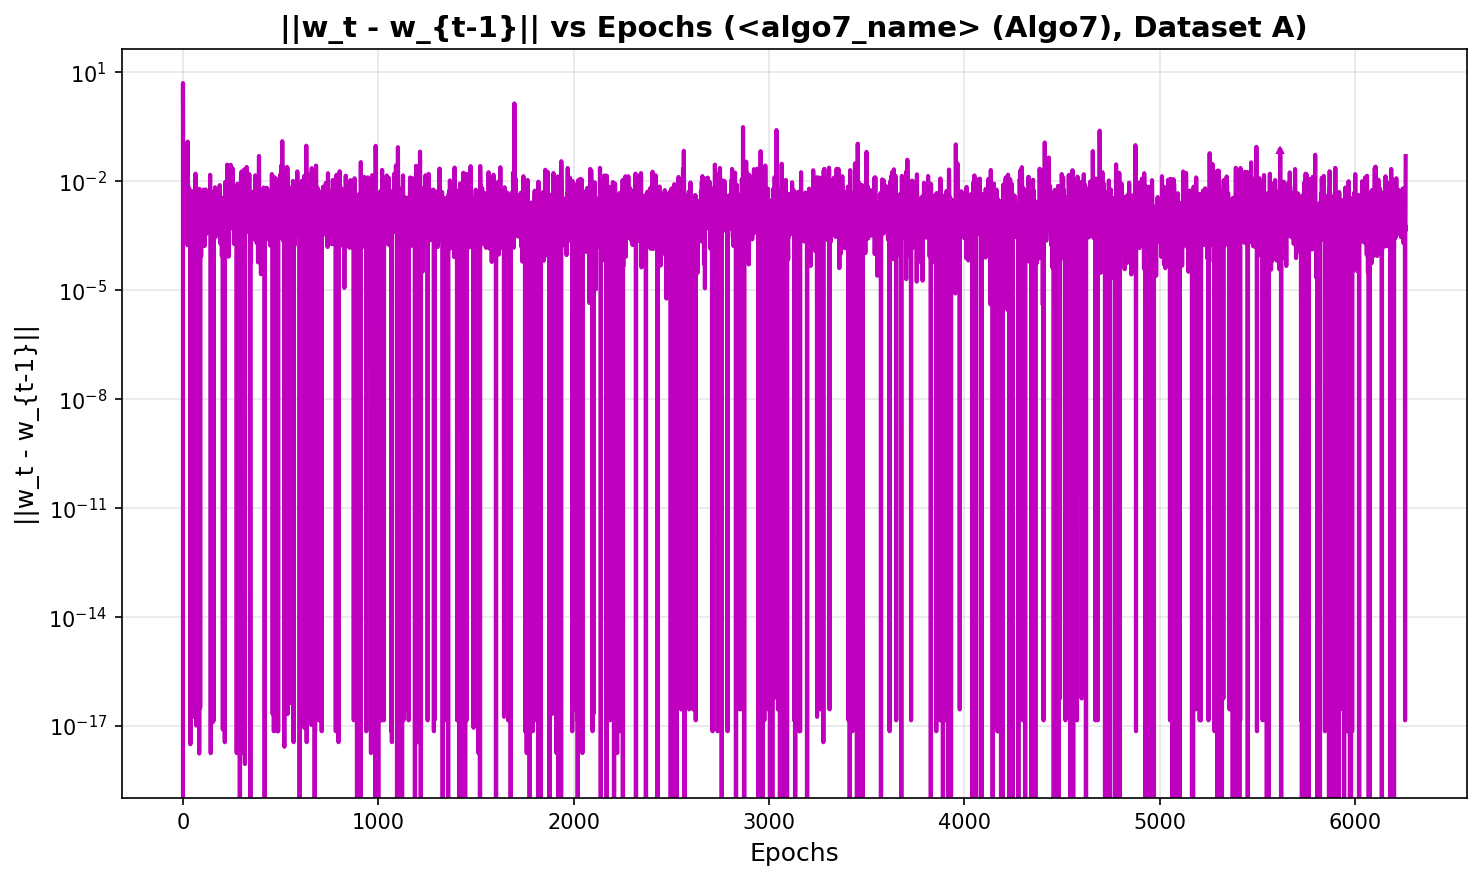 ||w_t - w_{t-1}|| vs Epochs (<algo7_name> (Algo7), Dataset A)
||w_t - w_{t-1}||
10^1
10^-2
10^-5
10^-8
10^-11
10^-14
10^-17
0 1000 2000 3000 4000 5000 6000
Epochs